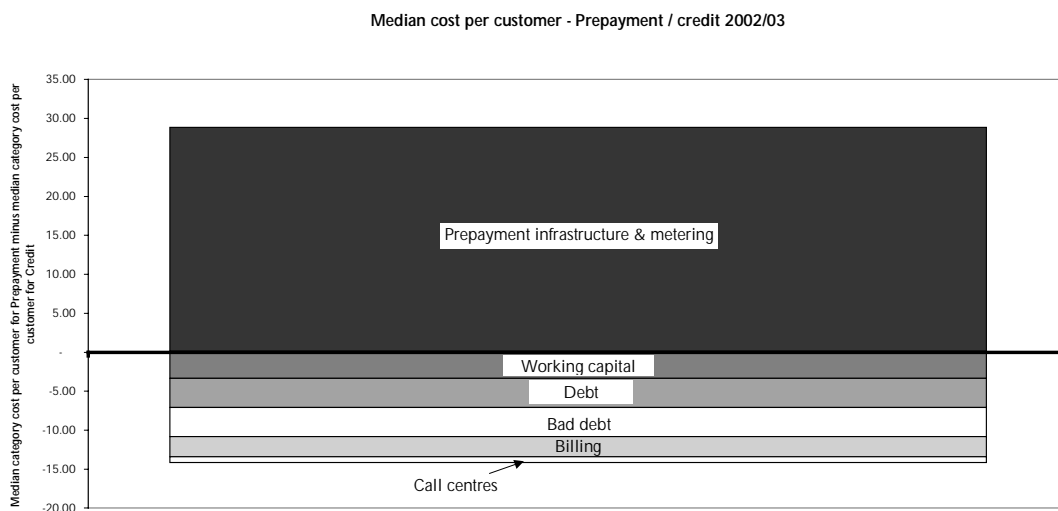 Median cost per customer - Prepayment / credit 2002/03
Median category cost per customer for Prepayment minus median category cost per
customer for Credit
35.00
30.00
25.00
20.00
15.00
10.00
5.00
-
-5.00
-10.00
-15.00
-20.00
Prepayment infrastructure & metering
Working capital
Debt
Bad debt
Billing
Call centres